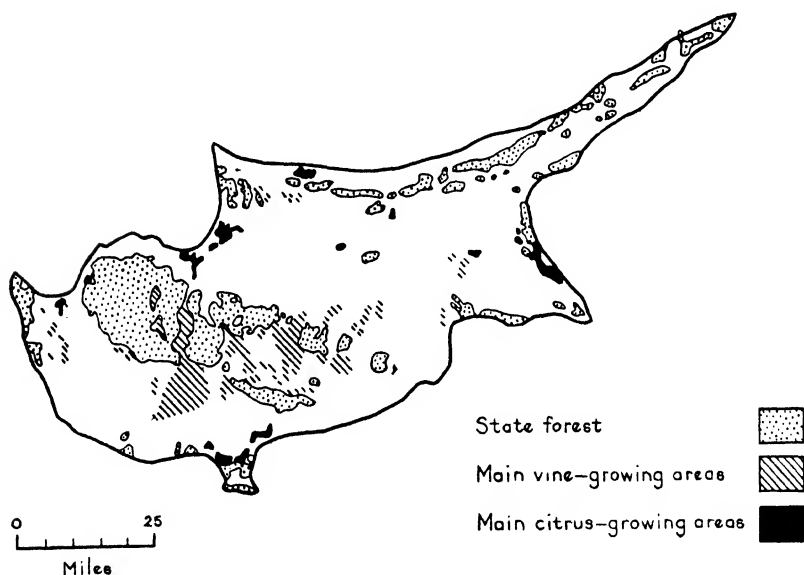 State forest
Main vine-growing areas
Main citrus-growing areas
0 25
Miles